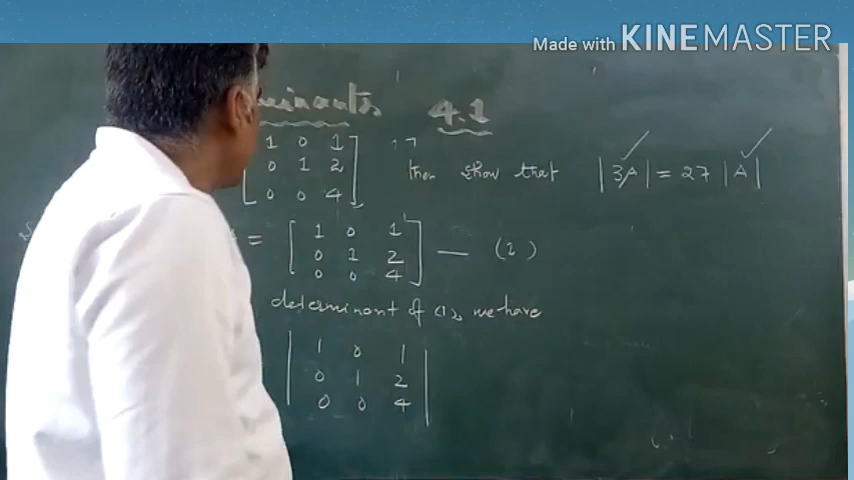 Made with KINEMASTER
4.1
1 0 1
0 1 2 then show that |3A| = 27 |A|
0 0 4
= [ 1 0 1
0 1 2 — (1)
0 0 4 ]
determinant of (1), we have
| 1 0 1 |
0 1 2
0 0 4